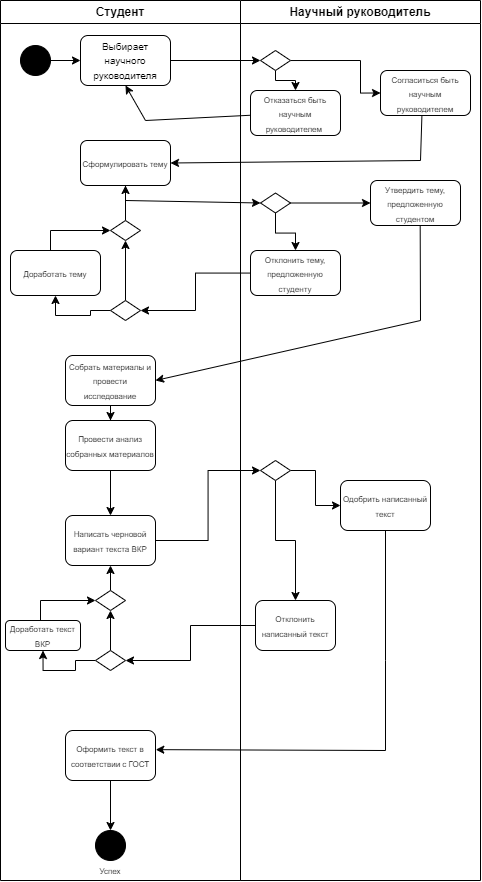 Студент
Научный руководитель
Выбирает
научного
руководителя
Согласиться быть
научным
руководителем
Отказаться быть
научным
руководителем
Сформулировать тему
Утвердить тему,
предложенную
студентом
Доработать тему
Отклонить тему,
предложенную
студенту
Собрать материалы и
провести
исследование
Провести анализ
собранных материалов
Одобрить написанный
текст
Написать черновой
вариант текста ВКР
Отклонить
написанный текст
Доработать текст
ВКР
Оформить текст в
соответствии с ГОСТ
Успех